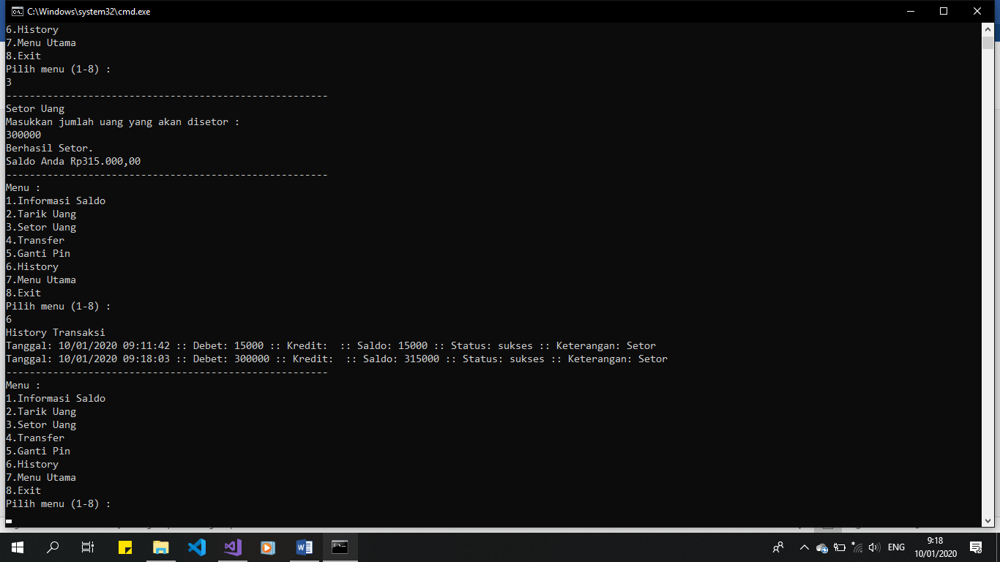 C:\Windows\system32\cmd.exe
6.History
7.Menu Utama
8.Exit
Pilih menu (1-8) :
3
-------------------------------------------------------
Setor Uang
Masukkan jumlah uang yang akan disetor :
300000
Berhasil Setor.
Saldo Anda Rp315.000,00
-------------------------------------------------------
Menu :
1.Informasi Saldo
2.Tarik Uang
3.Setor Uang
4.Transfer
5.Ganti Pin
6.History
7.Menu Utama
8.Exit
Pilih menu (1-8) :
6
History Transaksi
Tanggal: 10/01/2020 09:11:42 :: Debet: 15000 :: Kredit:  :: Saldo: 15000 :: Status: sukses :: Keterangan: Setor
Tanggal: 10/01/2020 09:18:03 :: Debet: 300000 :: Kredit:  :: Saldo: 315000 :: Status: sukses :: Keterangan: Setor
-------------------------------------------------------
Menu :
1.Informasi Saldo
2.Tarik Uang
3.Setor Uang
4.Transfer
5.Ganti Pin
6.History
7.Menu Utama
8.Exit
Pilih menu (1-8) :
ENG
9:18
10/01/2020